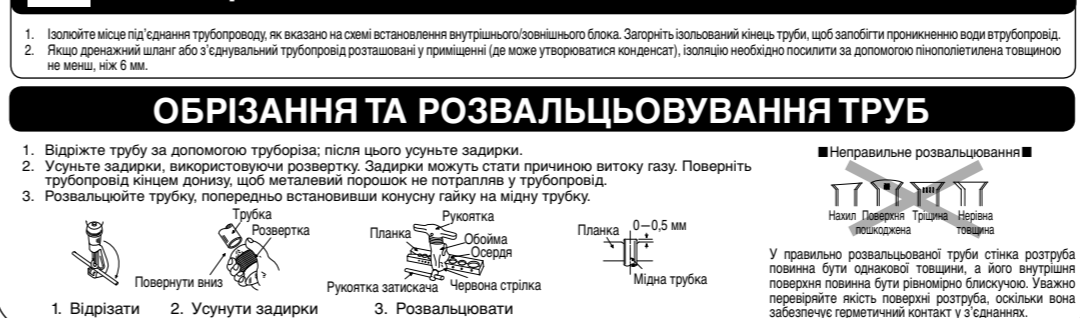 1. Ізолюйте місце під’єднання трубопроводу, як вказано на схемі встановлення внутрішнього/зовнішнього блока. Загорніть ізольований кінець труби, щоб запобігти проникненню води втрубопровід.
2. Якщо дренажний шланг або з’єднувальний трубопровід розташовані у приміщенні (де може утворюватися конденсат), ізоляцію необхідно посилити за допомогою пінополіетилена товщиною
не менш, ніж 6 мм.
ОБРІЗАННЯ ТА РОЗВАЛЬЦЬОВУВАННЯ ТРУБ
1. Відріжте трубу за допомогою труборіза; після цього усуньте задирки.
2. Усуньте задирки, використовуючи розвертку. Задирки можуть стати причиною витоку газу. Поверніть
трубопровід кінцем донизу, щоб металевий порошок не потрапляв у трубопровід.
3. Розвальцюйте трубку, попередньо встановивши конусну гайку на мідну трубку.
Трубка
Розвертка
Повернути вниз
Рукоятка
Планка
Обойма
Осердя
Рукоятка затискача
Червона стрілка
Планка
0—0,5 мм
Мідна трубка
1. Відрізати
2. Усунути задирки
3. Розвальцювати
■Неправильне розвальцювання■
Нахил
Поверхня
пошкоджена
Тріщина
Нерівна
товщина
У правильно розвальцьованої труби стінка розтруба
повинна бути однакової товщини, а його внутрішня
поверхня повинна бути рівномірно блискучою. Уважно
перевіряйте якість поверхні розтруба, оскільки вона
забезпечує герметичний контакт у з’єднаннях.